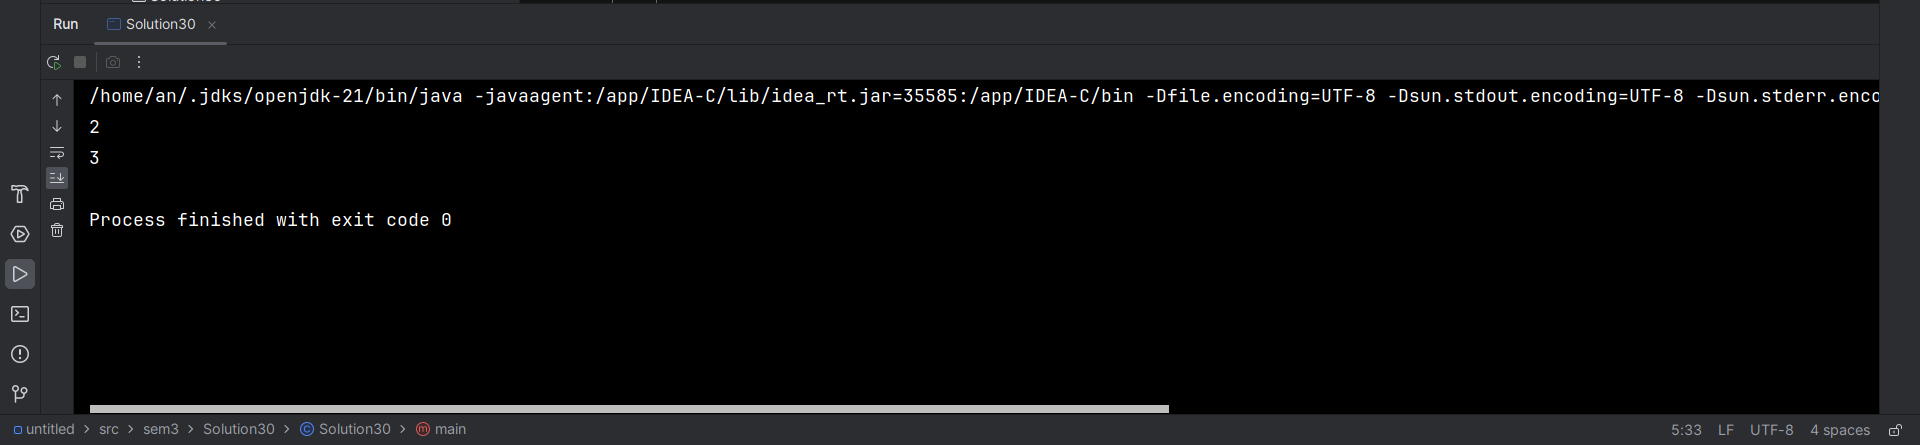 Run Solution30
/home/an/.jdks/openjdk-21/bin/java -javaagent:/app/IDEA-C/lib/idea_rt.jar=35585:/app/IDEA-C/bin -Dfile.encoding=UTF-8 -Dsun.stdout.encoding=UTF-8 -Dsun.stderr.enco
2
3
Process finished with exit code 0
untitled > src > sem3 > Solution30 > Solution30 > main 5:33 LF UTF-8 4 spaces